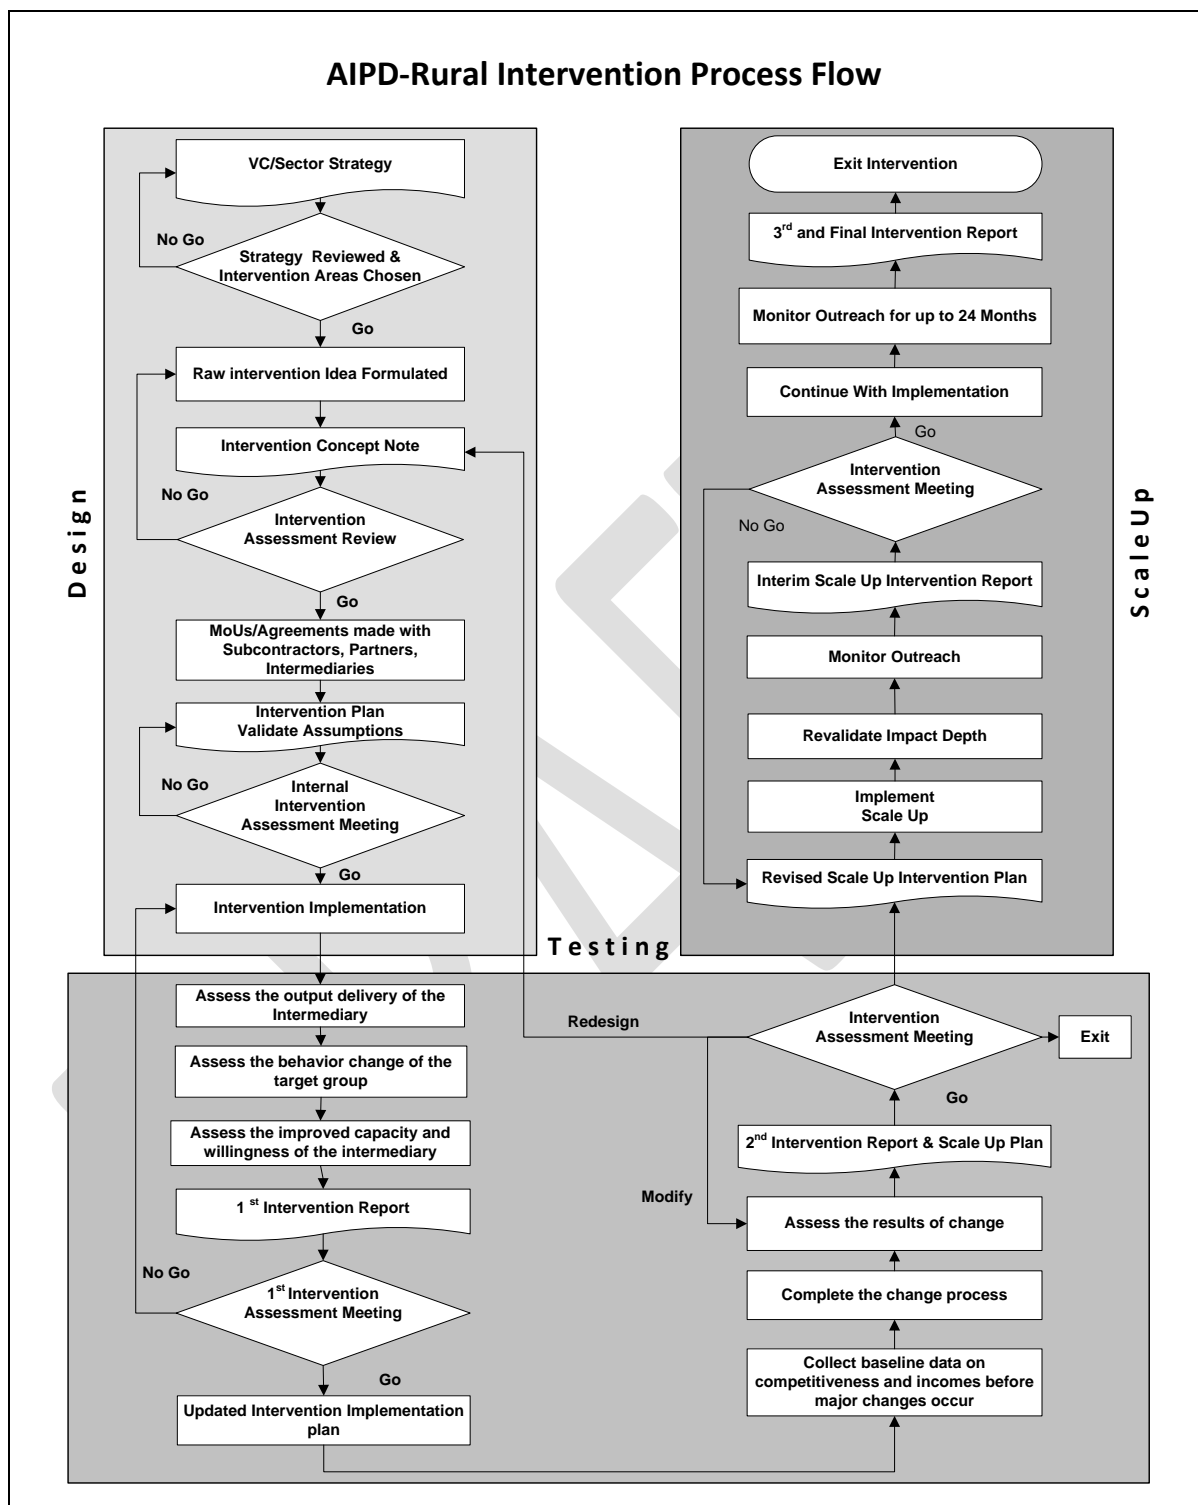 AIPD-Rural Intervention Process Flow
Design
VC/Sector Strategy
No Go
Strategy Reviewed &
Intervention Areas Chosen
Go
Raw intervention Idea Formulated
Intervention Concept Note
No Go
Intervention
Assessment Review
Go
MoUs/Agreements made with
Subcontractors, Partners,
Intermediaries
Intervention Plan
Validate Assumptions
No Go
Internal
Intervention
Assessment Meeting
Go
Intervention Implementation
Testing
Assess the output delivery of the
Intermediary
Assess the behavior change of the
target group
Assess the improved capacity and
willingness of the intermediary
1 st Intervention Report
No Go
1st Intervention
Assessment Meeting
Go
Updated Intervention Implementation
plan
Collect baseline data on
competitiveness and incomes before
major changes occur
Complete the change process
Assess the results of change
Modify
2nd Intervention Report & Scale Up Plan
Go
Intervention
Assessment Meeting
Redesign
Exit
ScaleUp
Revised Scale Up Intervention Plan
Implement
Scale Up
Revalidate Impact Depth
Monitor Outreach
Interim Scale Up Intervention Report
No Go
Intervention
Assessment Meeting
Go
Continue With Implementation
Monitor Outreach for up to 24 Months
3rd and Final Intervention Report
Exit Intervention
DRAFT